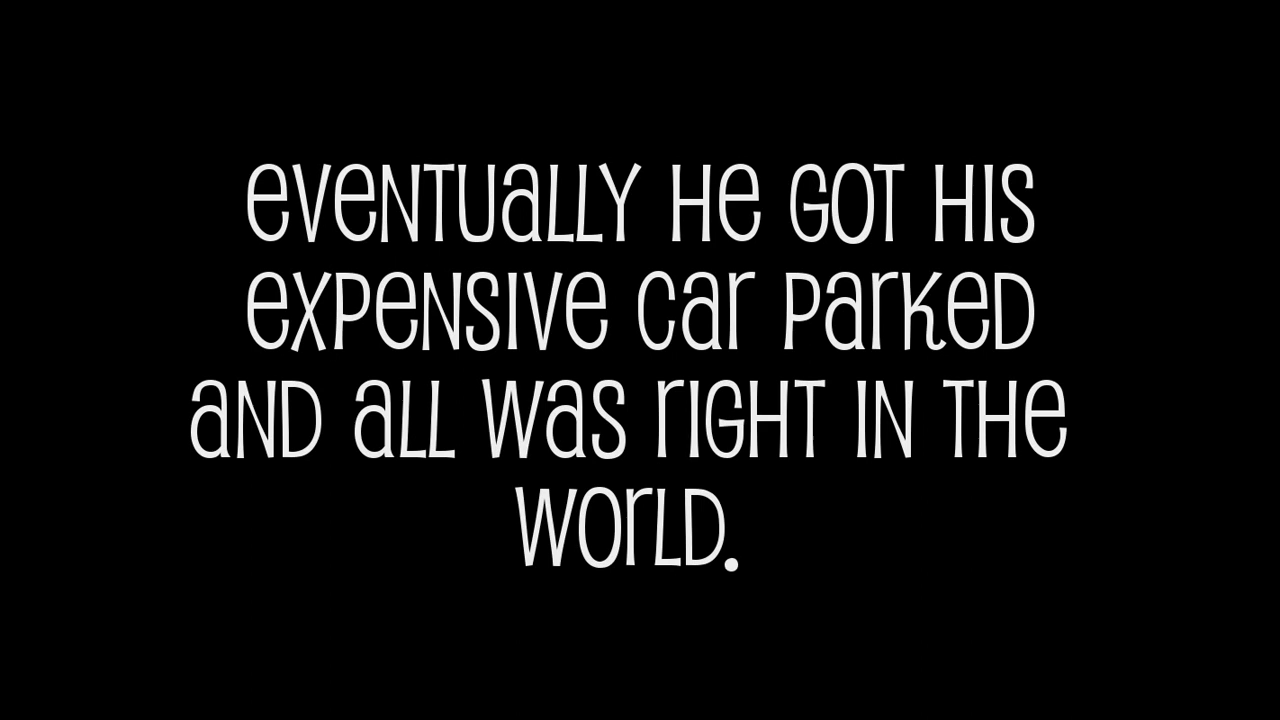 eventually he got his
expensive car parked
and all was right in the
world.